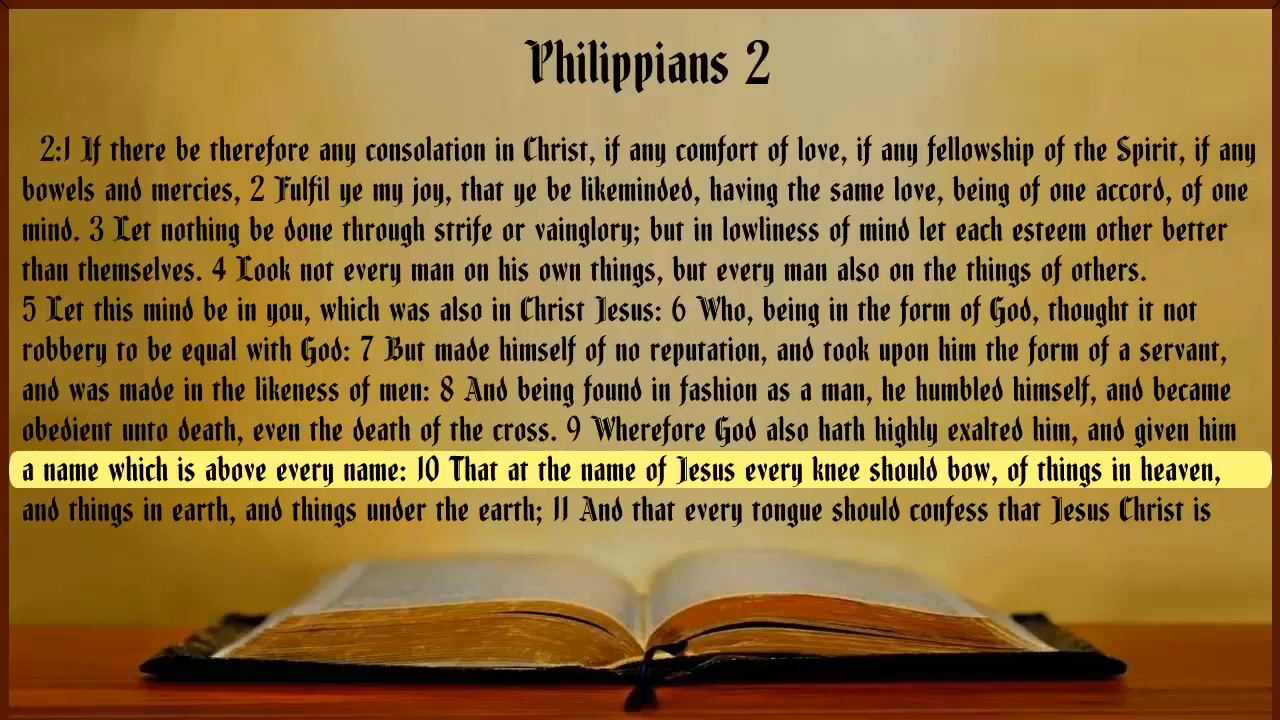 Philippians 2
2:1 If there be therefore any consolation in Christ, if any comfort of love, if any fellowship of the Spirit, if any
bowels and mercies, 2 Fulfil ye my joy, that ye be likeminded, having the same love, being of one accord, of one
mind. 3 Let nothing be done through strife or vainglory; but in lowliness of mind let each esteem other better
than themselves. 4 Look not every man on his own things, but every man also on the things of others.
5 Let this mind be in you, which was also in Christ Jesus: 6 Who, being in the form of God, thought it not
robbery to be equal with God: 7 But made himself of no reputation, and took upon him the form of a servant,
and was made in the likeness of men: 8 And being found in fashion as a man, he humbled himself, and became
obedient unto death, even the death of the cross. 9 Wherefore God also hath highly exalted him, and given him
a name which is above every name: 10 That at the name of Jesus every knee should bow, of things in heaven,
and things in earth, and things under the earth; 11 And that every tongue should confess that Jesus Christ is